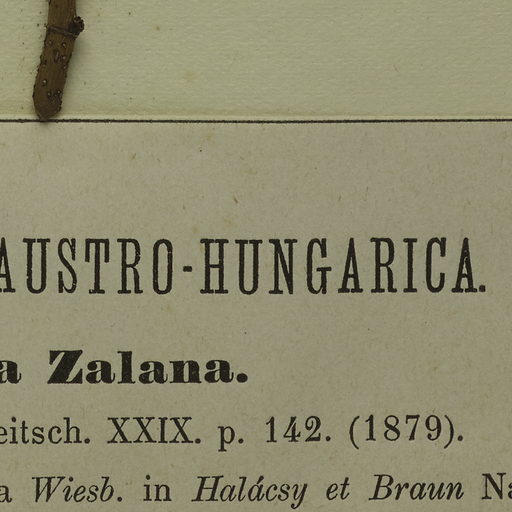 AUSTRO-HUNGARICA.
a Zalana.
eitsch. XXIX. p. 142. (1879).
a Wiesb. in Halácsy et Braun Na